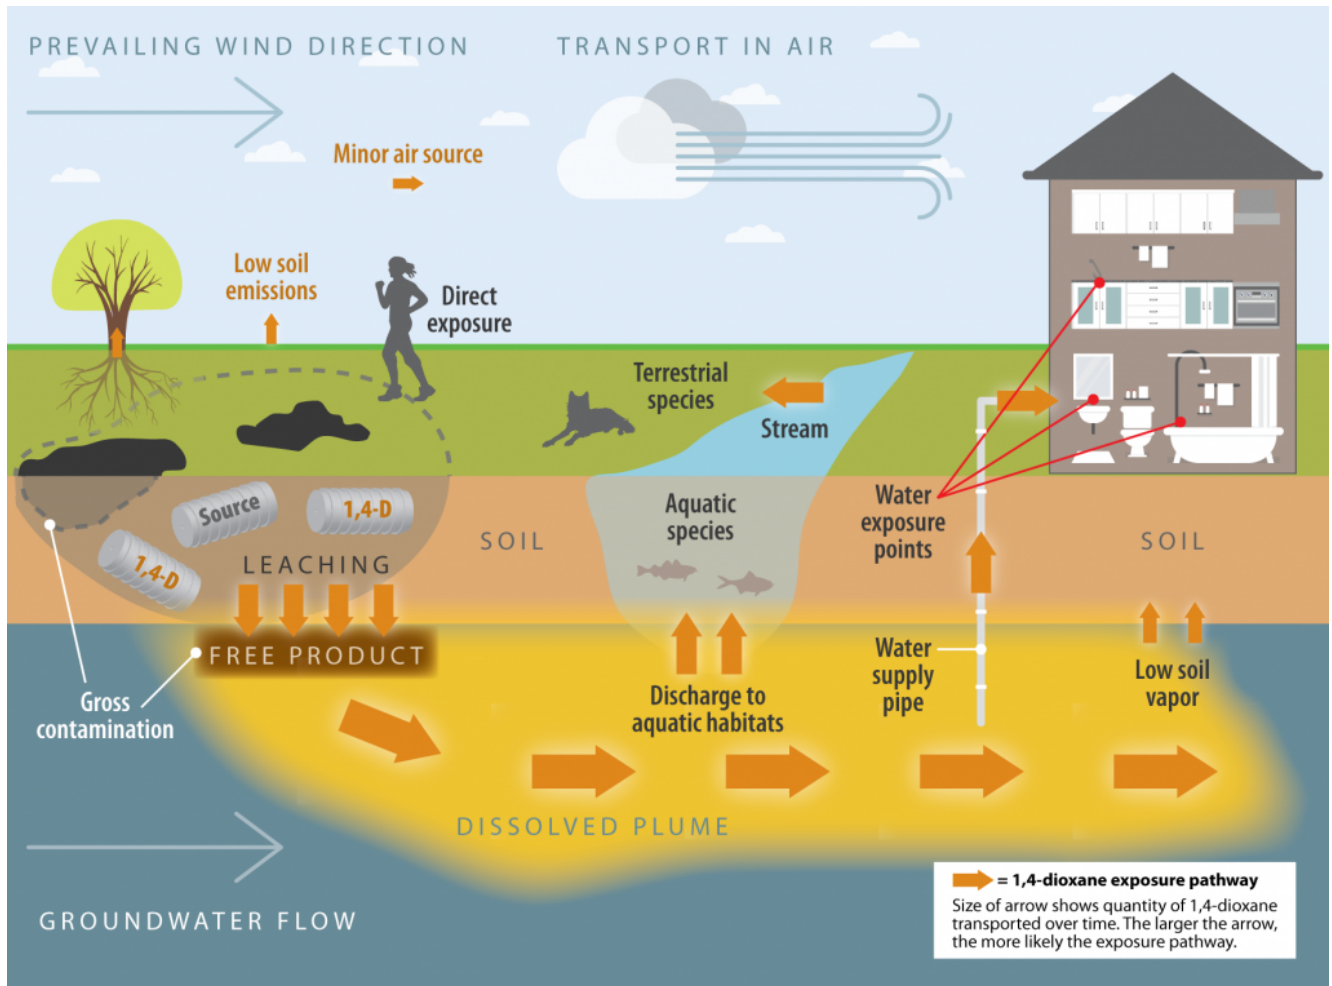 PREVAILING WIND DIRECTION
TRANSPORT IN AIR
Minor air source
Low soil
emissions
Direct
exposure
Terrestrial
species
Stream
Source
1,4-D
1,4-D
LEACHING
SOIL
Aquatic
species
Water
exposure
points
SOIL
FREE PRODUCT
Gross
contamination
Discharge to
aquatic habitats
Water
supply
pipe
Low soil
vapor
DISSOLVED PLUME
GROUNDWATER FLOW
= 1,4-dioxane exposure pathway
Size of arrow shows quantity of 1,4-dioxane
transported over time. The larger the arrow,
the more likely the exposure pathway.